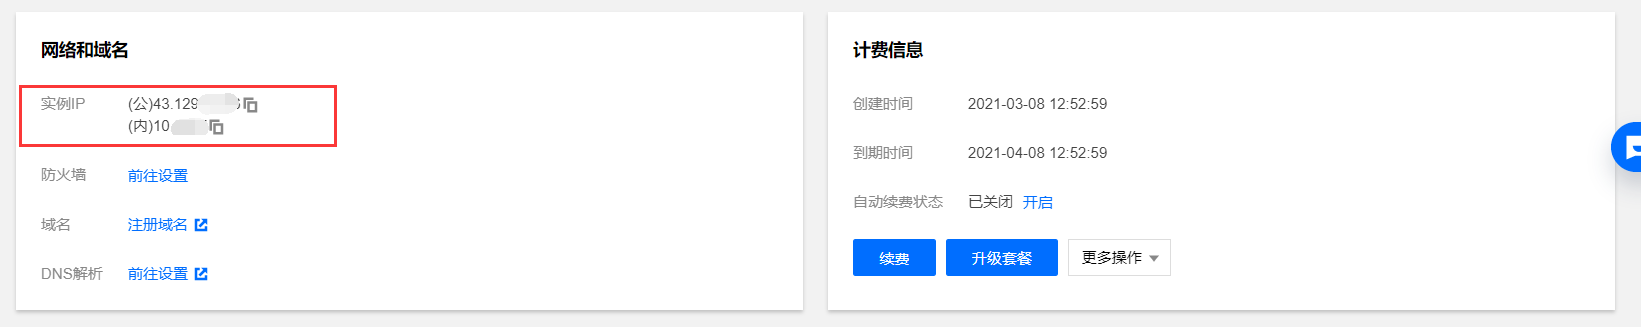 网络和域名
实例IP (公)43.129
(内)10
防火墙 前往设置
域名 注册域名
DNS解析 前往设置
计费信息
创建时间 2021-03-08 12:52:59
到期时间 2021-04-08 12:52:59
自动续费状态 已关闭 开启
续费 升级套餐 更多操作